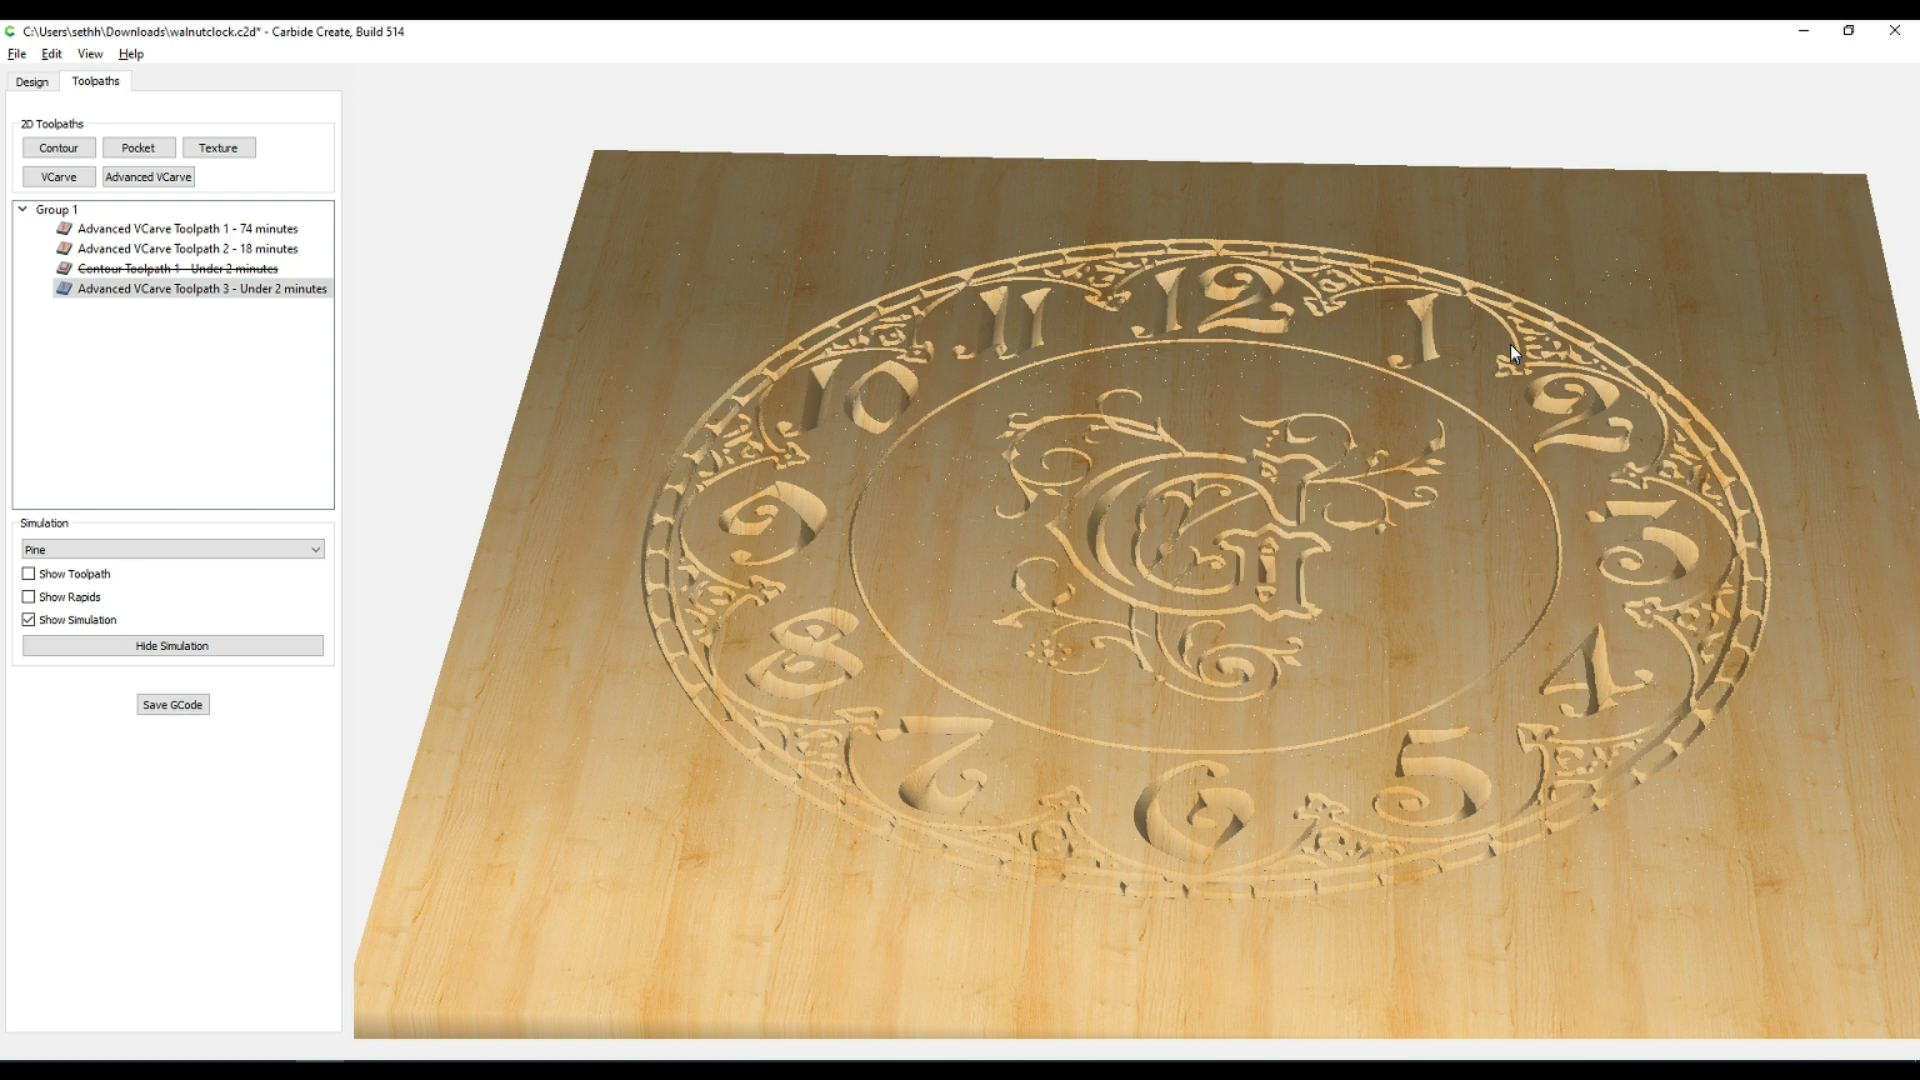 C:\Users\sethh\Downloads\walnutclock.c2d* - Carbide Create, Build 514
File Edit View Help
Design Toolpaths
2D Toolpaths
Contour Pocket Texture
VCarve Advanced VCarve
Group 1
Advanced VCarve Toolpath 1 - 74 minutes
Advanced VCarve Toolpath 2 - 18 minutes
Contour Toolpath 1 - Under 2 minutes
Advanced VCarve Toolpath 3 - Under 2 minutes
Simulation
Pine
Show Toolpath
Show Rapids
Show Simulation
Hide Simulation
Save GCode
12
1
2
3
4
5
6
7
8
9
10
11
G